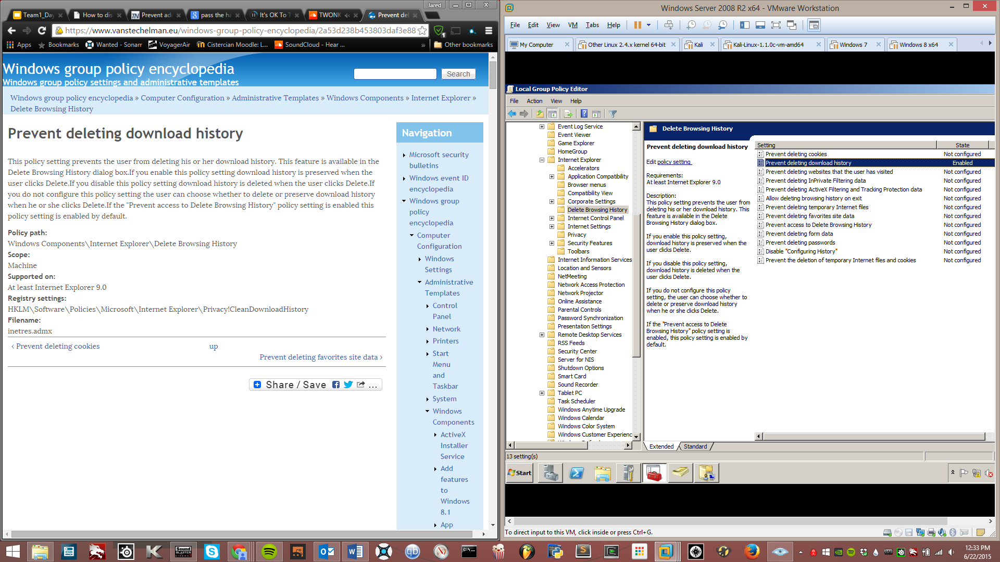 Jared
Team1_Day
How to dis
Prevent ad
pass the ha
It's OK To T
TWONK
Prevent del
https://www.vanstechelman.eu/windows-group-policy-encyclopedia/2a53d238b453803daf3e88
Apps
Bookmarks
Wanted - Sonarr
VoyagerAir
Cistercian Moodle: L...
SoundCloud - Hear ...
»
Other bookmarks
Windows group policy encyclopedia
Windows group policy settings and administrative templates
Search
Windows group policy encyclopedia » Computer Configuration » Administrative Templates » Windows Components » Internet Explorer »
Delete Browsing History
Prevent deleting download history
This policy setting prevents the user from deleting his or her download history. This feature is available in the
Delete Browsing History dialog box.If you enable this policy setting download history is preserved when the
user clicks Delete.If you disable this policy setting download history is deleted when the user clicks Delete.If
you do not configure this policy setting the user can choose whether to delete or preserve download history
when he or she clicks Delete.If the "Prevent access to Delete Browsing History" policy setting is enabled this
policy setting is enabled by default.
Policy path:
Windows Components\Internet Explorer\Delete Browsing History
Scope:
Machine
Supported on:
At least Internet Explorer 9.0
Registry settings:
HKLM\Software\Policies\Microsoft\Internet Explorer\Privacy!CleanDownloadHistory
Filename:
inetres.admx
‹ Prevent deleting cookies
up
Prevent deleting favorites site data ›
Share / Save
...
Navigation
Microsoft security
bulletins
Windows event ID
encyclopedia
Windows group
policy
encyclopedia
Computer
Configuration
Windows
Settings
Administrative
Templates
Control
Panel
Network
Printers
Start
Menu
and
Taskbar
System
Windows
Components
ActiveX
Installer
Service
Add
features
to
Windows
8.1
App
Windows Server 2008 R2 x64 - VMware Workstation
File Edit View VM Tabs Help
My Computer
Other Linux 2.4.x kernel 64-bit
Kali
Kali-Linux-1.1.0c-vm-amd64
Windows 7
Windows 8 x64
Local Group Policy Editor
File Action View Help
Event Log Service
Event Viewer
Game Explorer
HomeGroup
Internet Explorer
Accelerators
Application Compatibility
Browser menus
Compatibility View
Corporate Settings
Delete Browsing History
Internet Control Panel
Internet Settings
Privacy
Security Features
Toolbars
Internet Information Services
Location and Sensors
NetMeeting
Network Access Protection
Network Projector
Online Assistance
Parental Controls
Password Synchronization
Presentation Settings
Remote Desktop Services
RSS Feeds
Security Center
Server for NIS
Shutdown Options
Smart Card
Sound Recorder
Tablet PC
Task Scheduler
Windows Anytime Upgrade
Windows Calendar
Windows Color System
Windows Customer Experienc
Delete Browsing History
Prevent deleting download history
Edit policy setting
Requirements:
At least Internet Explorer 9.0
Description:
This policy setting prevents the user from
deleting his or her download history. This
feature is available in the Delete
Browsing History dialog box.
If you enable this policy setting,
download history is preserved when the
user clicks Delete.
If you disable this policy setting,
download history is deleted when the
user clicks Delete.
If you do not configure this policy
setting, the user can choose whether to
delete or preserve download history
when he or she clicks Delete.
If the "Prevent access to Delete
Browsing History" policy setting is
enabled, this policy setting is enabled by
default.
Setting State
Prevent deleting cookies Not configured
Prevent deleting download history Enabled
Prevent deleting websites that the user has visited Not configured
Prevent deleting InPrivate Filtering data Not configured
Prevent deleting ActiveX Filtering and Tracking Protection data Not configured
Allow deleting browsing history on exit Not configured
Prevent deleting temporary Internet files Not configured
Prevent deleting favorites site data Not configured
Prevent access to Delete Browsing History Not configured
Prevent deleting form data Not configured
Prevent deleting passwords Not configured
Disable "Configuring History" Not configured
Prevent the deletion of temporary Internet files and cookies Not configured
Extended Standard
13 setting(s)
Start
To direct input to this VM, click inside or press Ctrl+G.
12:33 PM
6/22/2015